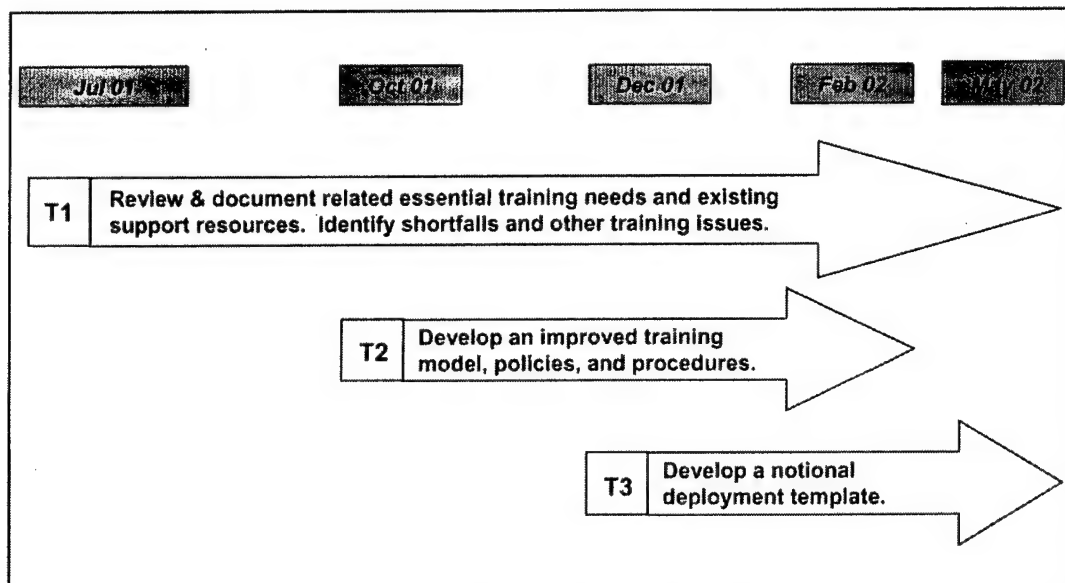 Jul 01 Oct 01 Dec 01 Feb 02 May 02
T1 Review & document related essential training needs and existing
support resources. Identify shortfalls and other training issues.
T2 Develop an improved training
model, policies, and procedures.
T3 Develop a notional
deployment template.